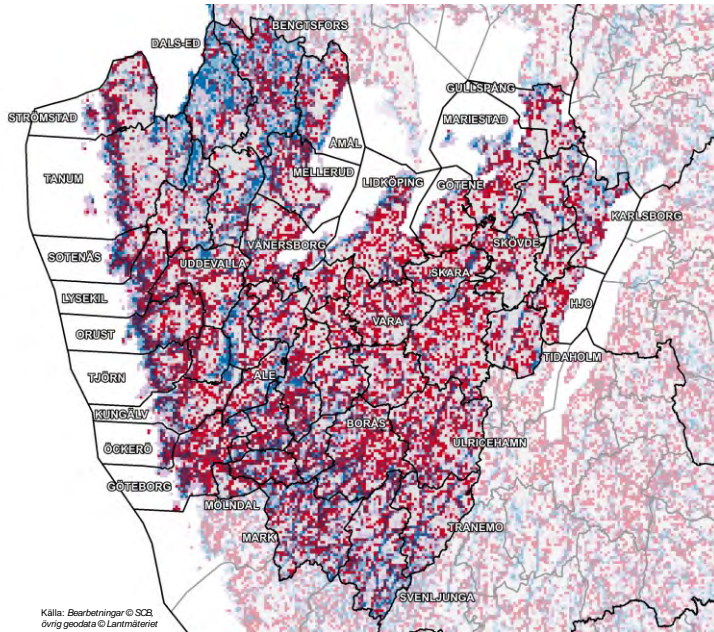 BENGTSFORS
DALS-ED
GULLSPÅNG
STRÖMSTAD
MARIESTAD
ÅMÅL
MELLERUD
TANUM
LIDKÖPING
GÖTENE
KARLSBORG
VÄNERSBORG
SKÖVDE
SOTENÄS
UDDEVALLA
SKARA
LYSEKIL
HJO
VARA
ORUST
TIDAHOLM
ALE
TJÖRN
KUNGÄLV
BORÅS
ULRICEHAMN
ÖCKERÖ
GÖTEBORG
MÖLNDAL
TRANEMO
MARK
SVENLJUNGA
Källa: Bearbetningar © SCB,
övrig geodata © Lantmäteriet